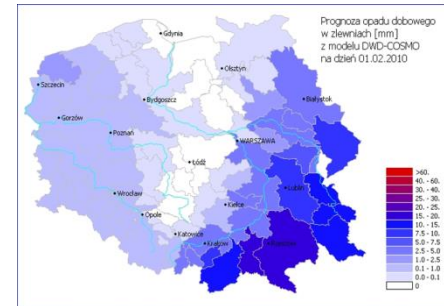 Prognoza opadu dobowego
w zlewniach [mm]
z modelu DWD-COSMO
na dzień 01.02.2010
Gdynia
Szczecin
Olsztyn
Bydgoszcz
Białystok
Gorzów
Poznań
WARSZAWA
Łódź
Wrocław
Lublin
Opole
Kielce
Katowice
Kraków
>60.
40. - 60.
30. - 40.
25. - 30.
20. - 25.
15. - 20.
10. - 15.
7.5 - 10.
5.0 - 7.5
2.5 - 5.0
1.0 - 2.5
0.1 - 1.0
0.0 - 0.1
0